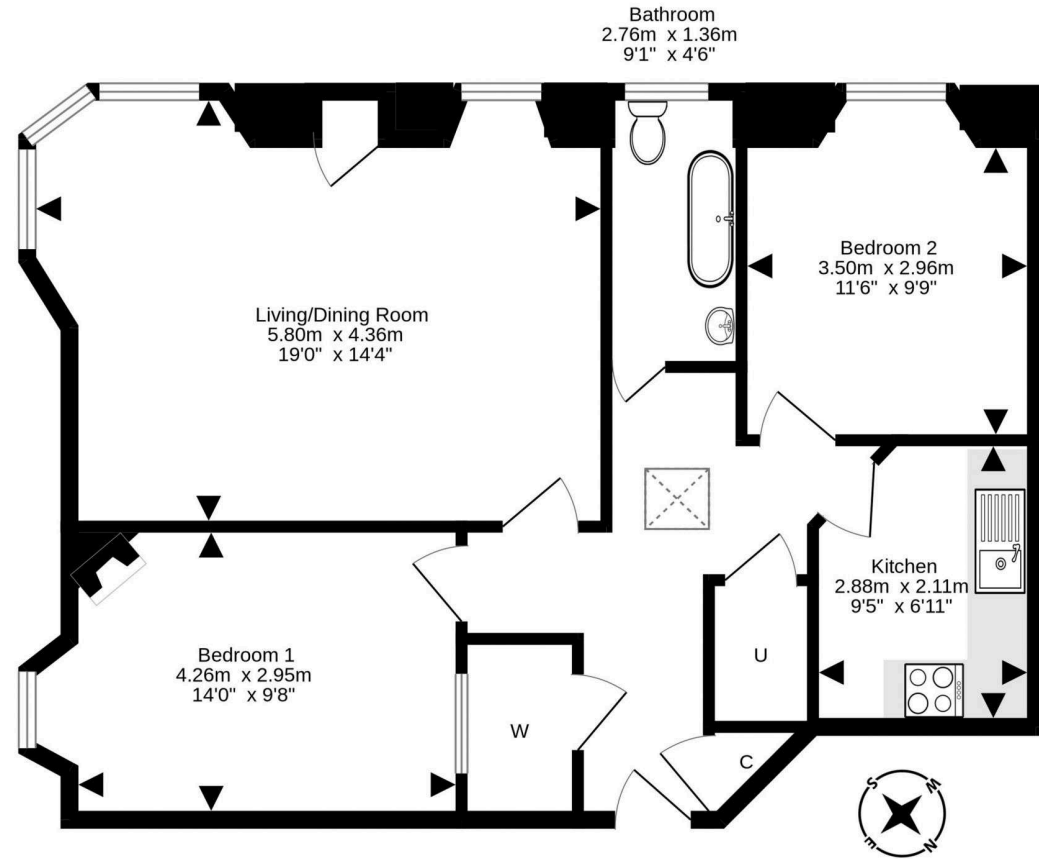 Bathroom
2.76m x 1.36m
9'1" x 4'6"
Bedroom 2
3.50m x 2.96m
11'6" x 9'9"
Living/Dining Room
5.80m x 4.36m
19'0" x 14'4"
Kitchen
2.88m x 2.11m
9'5" x 6'11"
Bedroom 1
4.26m x 2.95m
14'0" x 9'8"
U
W
C
S
W
E
N